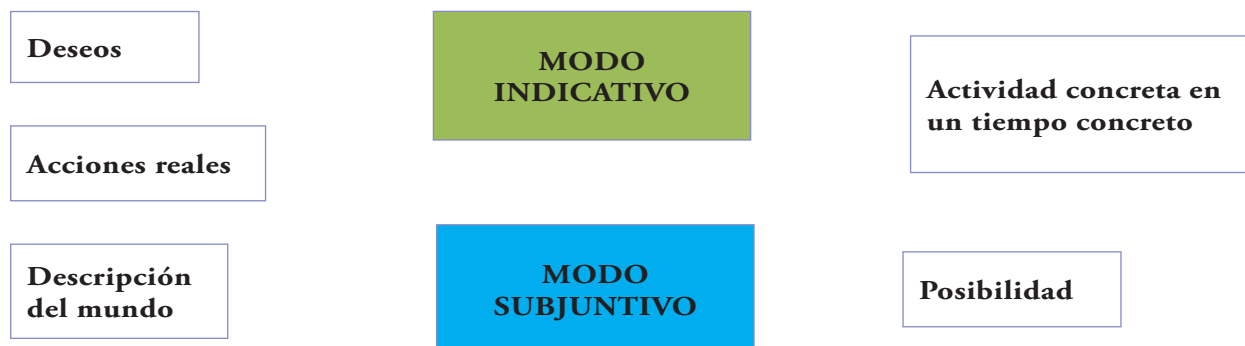 Deseos
MODO
INDICATIVO
Actividad concreta en
un tiempo concreto
Acciones reales
Descripción
del mundo
MODO
SUBJUNTIVO
Posibilidad